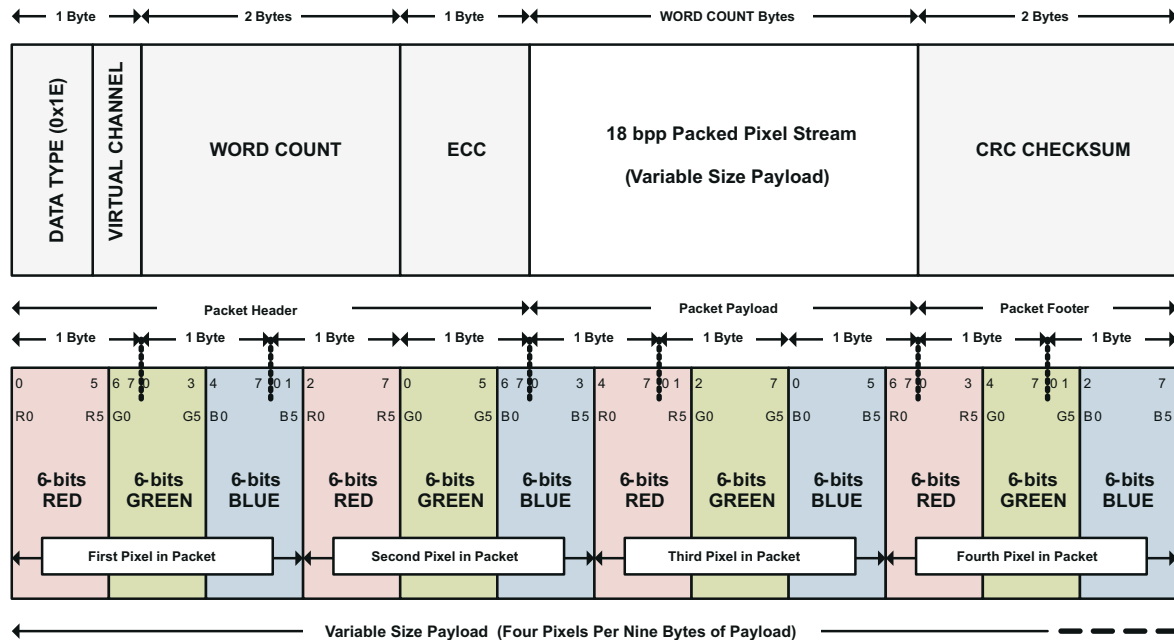 1 Byte 2 Bytes 1 Byte WORD COUNT Bytes 2 Bytes
DATA TYPE (0x1E)
VIRTUAL CHANNEL
WORD COUNT
ECC
18 bpp Packed Pixel Stream
(Variable Size Payload)
CRC CHECKSUM
Packet Header Packet Payload Packet Footer
1 Byte 1 Byte 1 Byte 1 Byte 1 Byte 1 Byte 1 Byte 1 Byte 1 Byte
0 5 6 7 0 3 4 7 0 1 2 7 0 5 6 7 0 3 4 7 0 1 2 7 0 5 6 7 0 3 4 7 0 1 2 7
R0 R5 G0 G5 B0 B5 R0 R5 G0 G5 B0 B5 R0 R5 G0 G5 B0 B5 R0 R5 G0 G5 B0 B5
6-bits 6-bits 6-bits 6-bits 6-bits 6-bits 6-bits 6-bits 6-bits 6-bits 6-bits 6-bits
RED GREEN BLUE RED GREEN BLUE RED GREEN BLUE RED GREEN BLUE
First Pixel in Packet Second Pixel in Packet Third Pixel in Packet Fourth Pixel in Packet
Variable Size Payload (Four Pixels Per Nine Bytes of Payload)